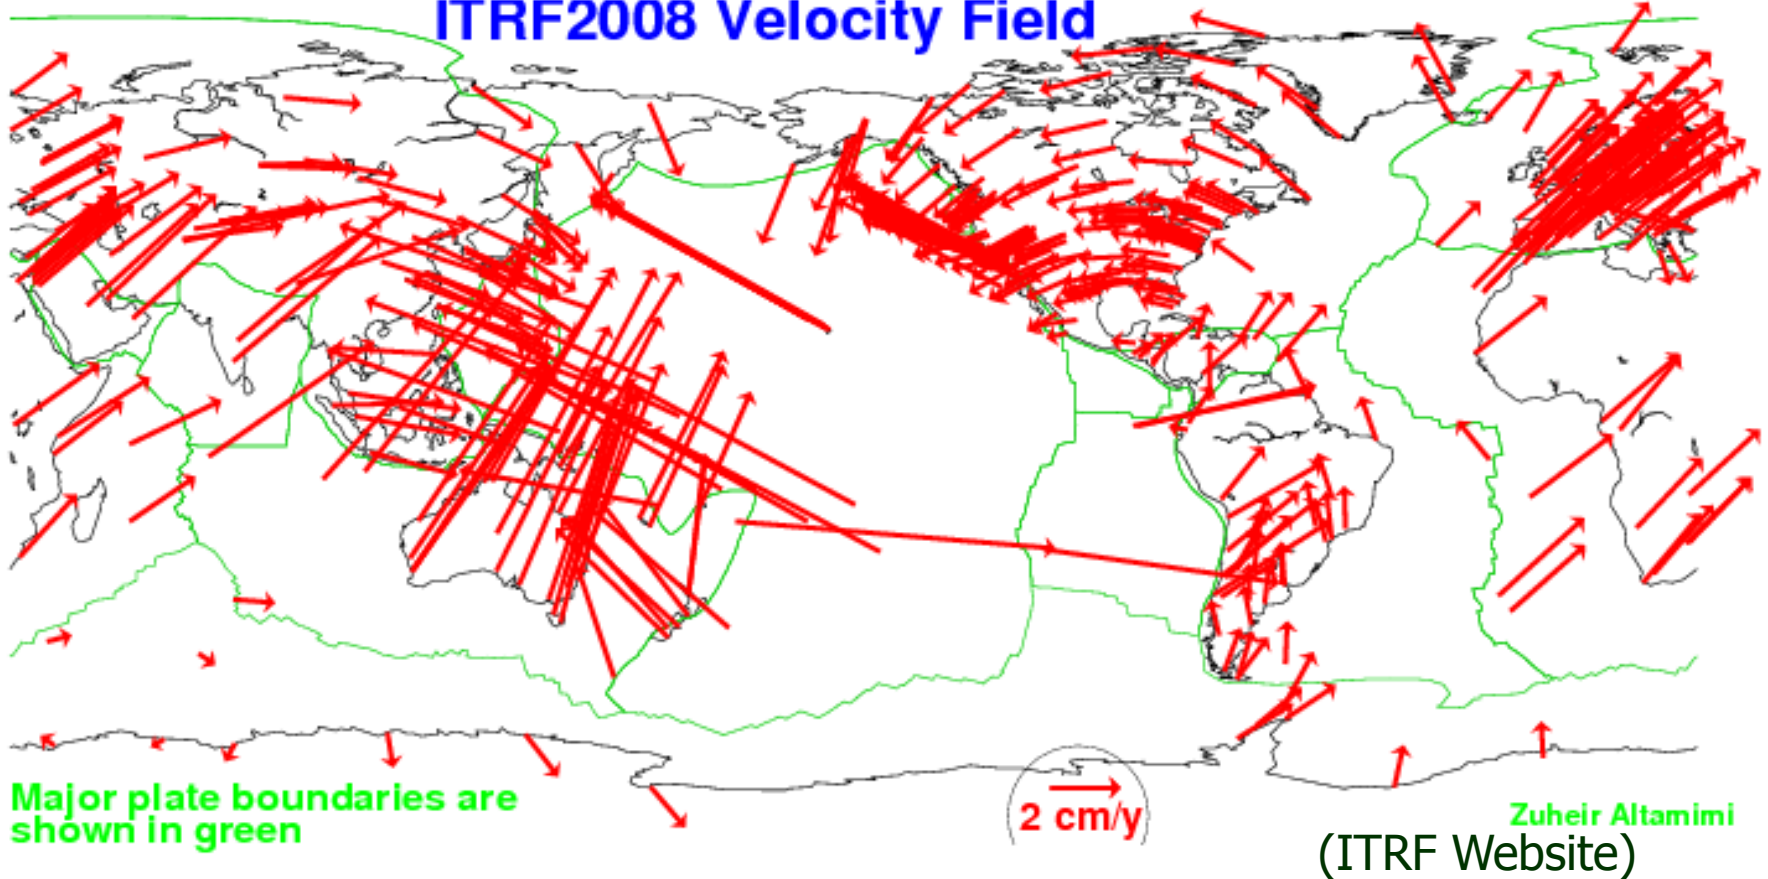 ITRF2008 Velocity Field
Major plate boundaries are
shown in green
2 cm/y
Zuheir Altamimi
(ITRF Website)